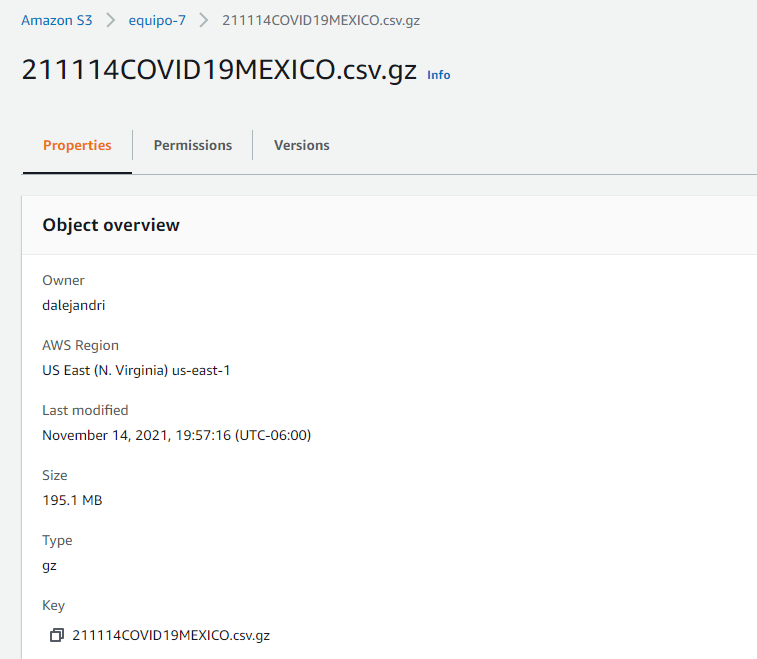 Amazon S3 > equipo-7 > 211114COVID19MEXICO.csv.gz
211114COVID19MEXICO.csv.gz Info
Properties Permissions Versions
Object overview
Owner
dalejandri
AWS Region
US East (N. Virginia) us-east-1
Last modified
November 14, 2021, 19:57:16 (UTC-06:00)
Size
195.1 MB
Type
gz
Key
211114COVID19MEXICO.csv.gz